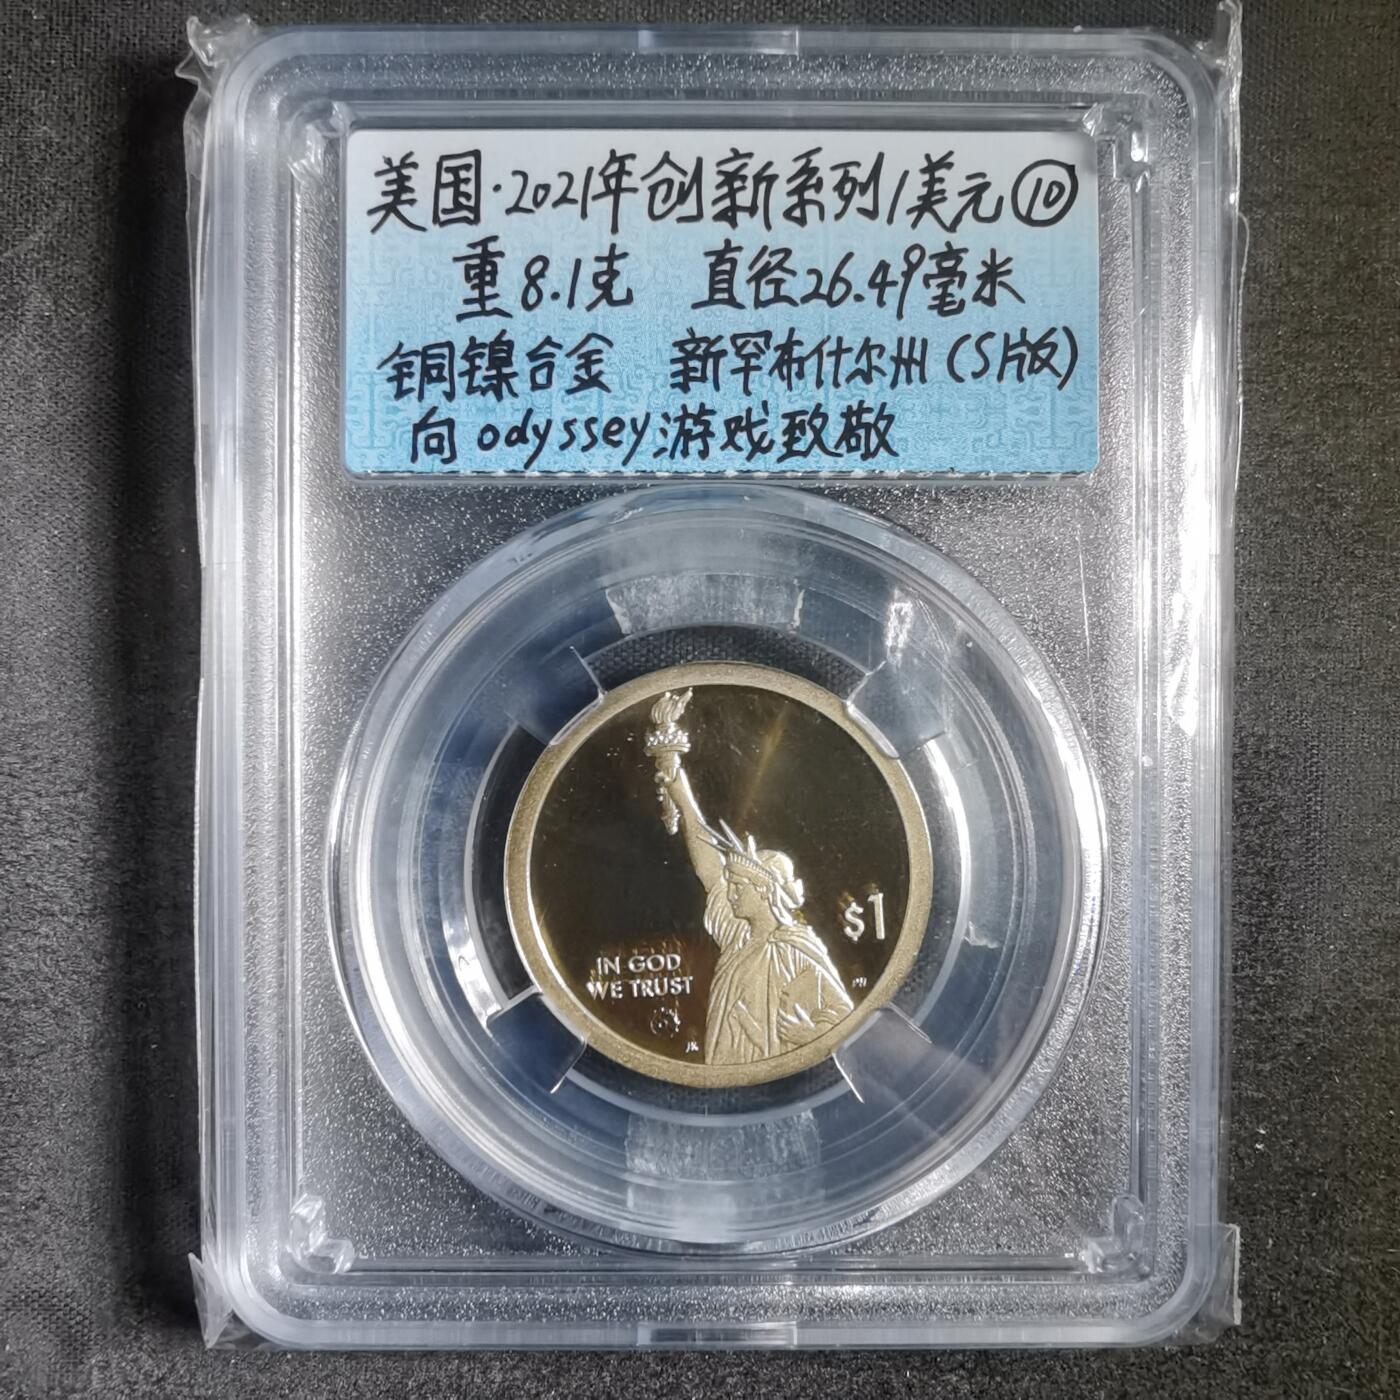 美国·2021年创新系列1美元⑩
重8.1克 直径26.49毫米
铜镍合金 新罕布什尔州(S版)
向odyssey游戏致敬
$1
IN GOD
WE TRUST
JK